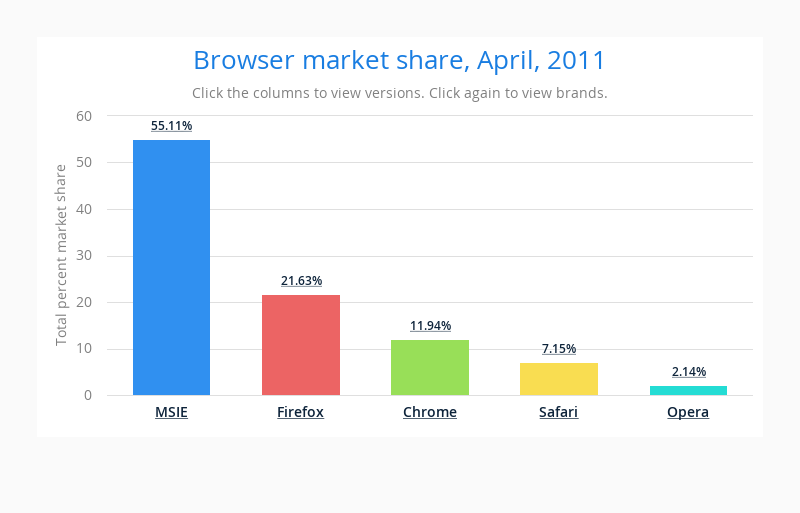 Browser market share, April, 2011
Click the columns to view versions. Click again to view brands.
Total percent market share
60
50
40
30
20
10
0
55.11%
21.63%
11.94%
7.15%
2.14%
MSIE
Firefox
Chrome
Safari
Opera